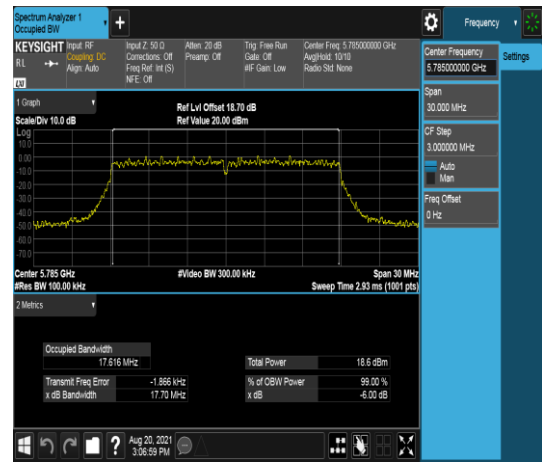 Spectrum Analyzer 1
Occupied BW
+
Frequency
KEYSIGHT Input: RF
RL
Coupling: DC
Align: Auto
LXI
Input Z: 50 Ω
Corrections: Off
Freq Ref: Int (S)
NFE: Off
Atten: 20 dB
Preamp: Off
Trig: Free Run
Gate: Off
#IF Gain: Low
Center Freq: 5.785000000 GHz
Avg|Hold: 10/10
Radio Std: None
Center Frequency
5.785000000 GHz
Settings
Span
30.000 MHz
CF Step
3.000000 MHz
Auto
Man
Freq Offset
0 Hz
1 Graph
Scale/Div 10.0 dB
Ref Lvl Offset 18.70 dB
Ref Value 20.00 dBm
Log
10.0
0.00
-10.0
-20.0
-30.0
-40.0
-50.0
-60.0
-70.0
Center 5.785 GHz
#Res BW 100.00 kHz
#Video BW 300.00 kHz
Span 30 MHz
Sweep Time 2.93 ms (1001 pts)
2 Metrics
Occupied Bandwidth
17.616 MHz
Total Power 18.6 dBm
Transmit Freq Error -1.866 kHz
% of OBW Power 99.00 %
x dB Bandwidth 17.70 MHz
x dB -6.00 dB
?
Aug 20, 2021
3:06:59 PM